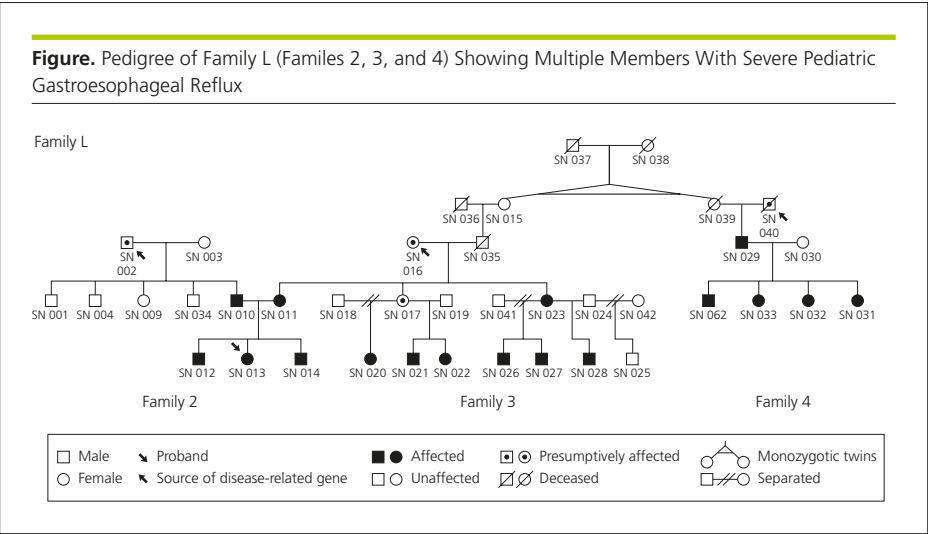 Figure. Pedigree of Family L (Familes 2, 3, and 4) Showing Multiple Members With Severe Pediatric
Gastroesophageal Reflux
Family L
SN 037 SN 038
SN 036 SN 015 SN 039 SN 040
SN 002 SN 003 SN 016 SN 035 SN 029 SN 030
SN 001 SN 004 SN 009 SN 034 SN 010 SN 011 SN 018 SN 017 SN 019 SN 041 SN 023 SN 024 SN 042 SN 062 SN 033 SN 032 SN 031
SN 012 SN 013 SN 014 SN 020 SN 021 SN 022 SN 026 SN 027 SN 028 SN 025
Family 2 Family 3 Family 4
Male Proband Affected Presumptively affected Monozygotic twins
Female Source of disease-related gene Unaffected Deceased Separated